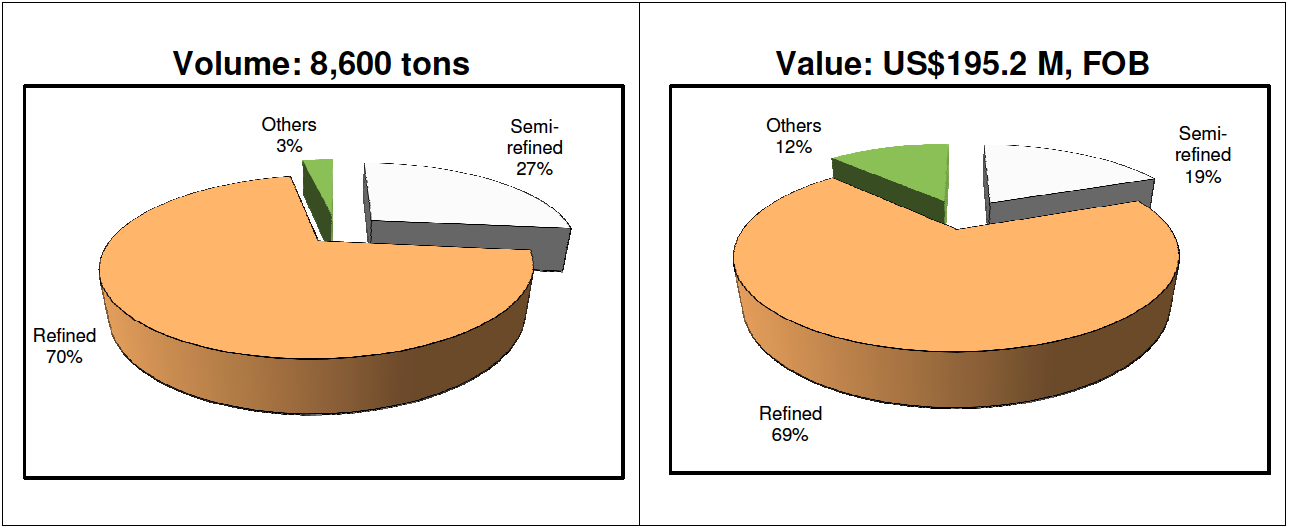 Volume: 8,600 tons
Others
3%
Semi-
refined
27%
Refined
70%
Value: US$195.2 M, FOB
Others
12%
Semi-
refined
19%
Refined
69%